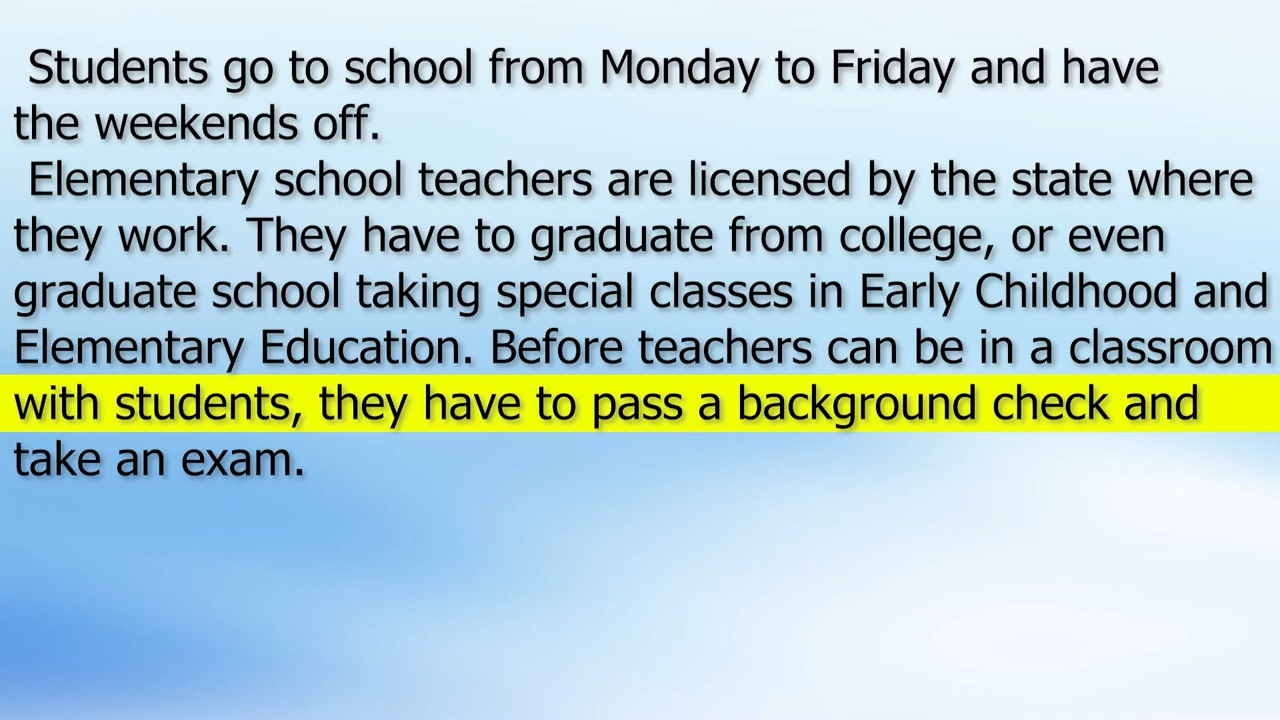 Students go to school from Monday to Friday and have
the weekends off.
Elementary school teachers are licensed by the state where
they work. They have to graduate from college, or even
graduate school taking special classes in Early Childhood and
Elementary Education. Before teachers can be in a classroom
with students, they have to pass a background check and
take an exam.